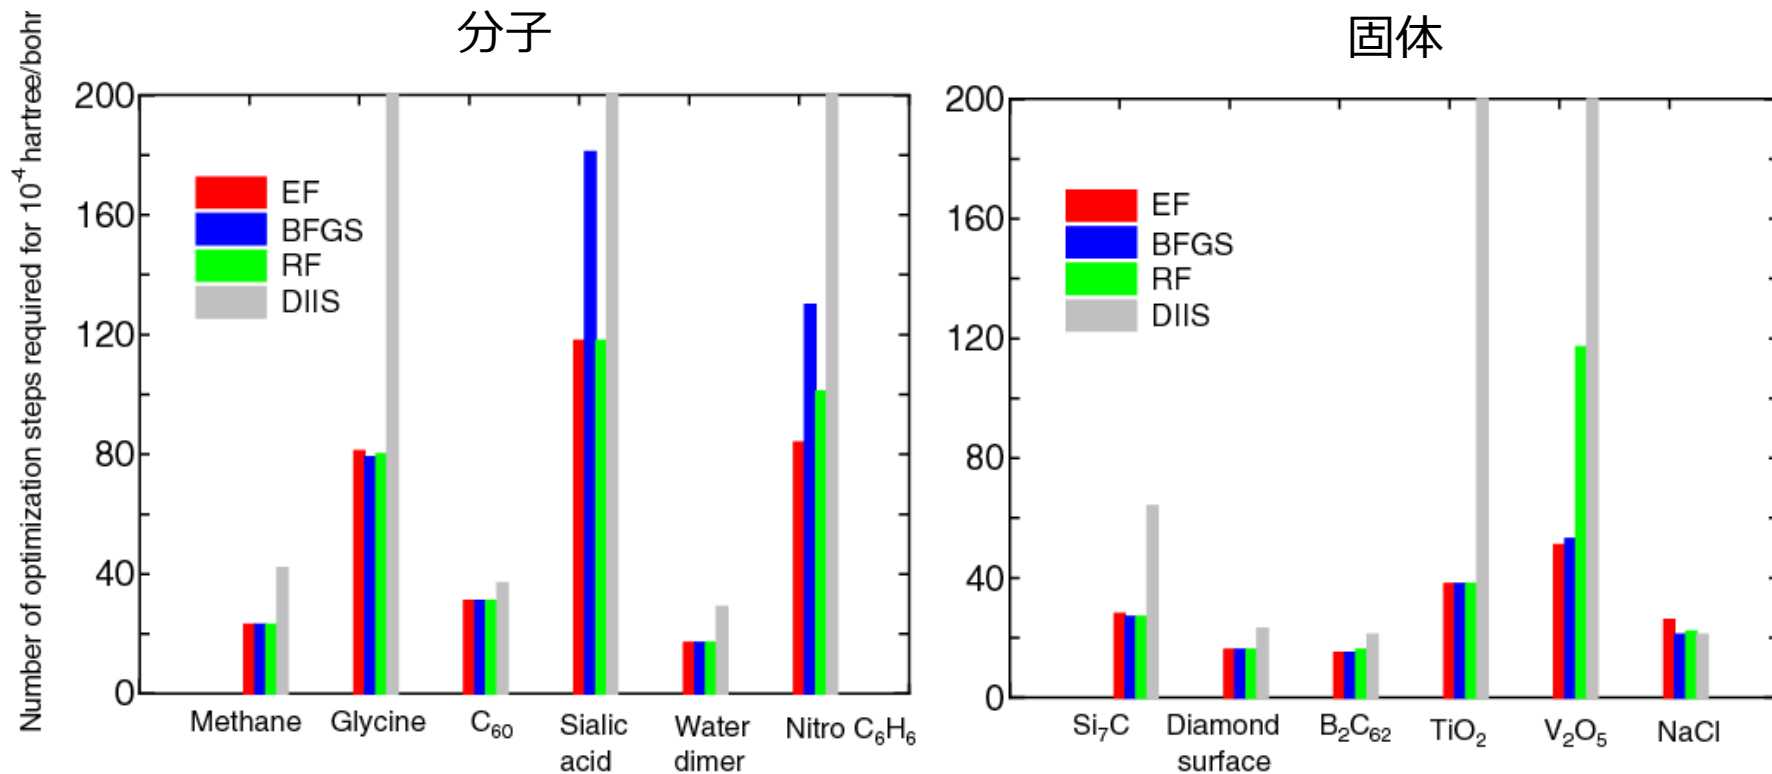 分子
固体
Number of optimization steps required for 10⁻⁴ hartree/bohr
200
160
120
80
40
0
EF
BFGS
RF
DIIS
Methane
Glycine
C₆₀
Sialic
acid
Water
dimer
Nitro C₆H₆
200
160
120
80
40
0
EF
BFGS
RF
DIIS
Si₇C
Diamond
surface
B₂C₆₂
TiO₂
V₂O₅
NaCl